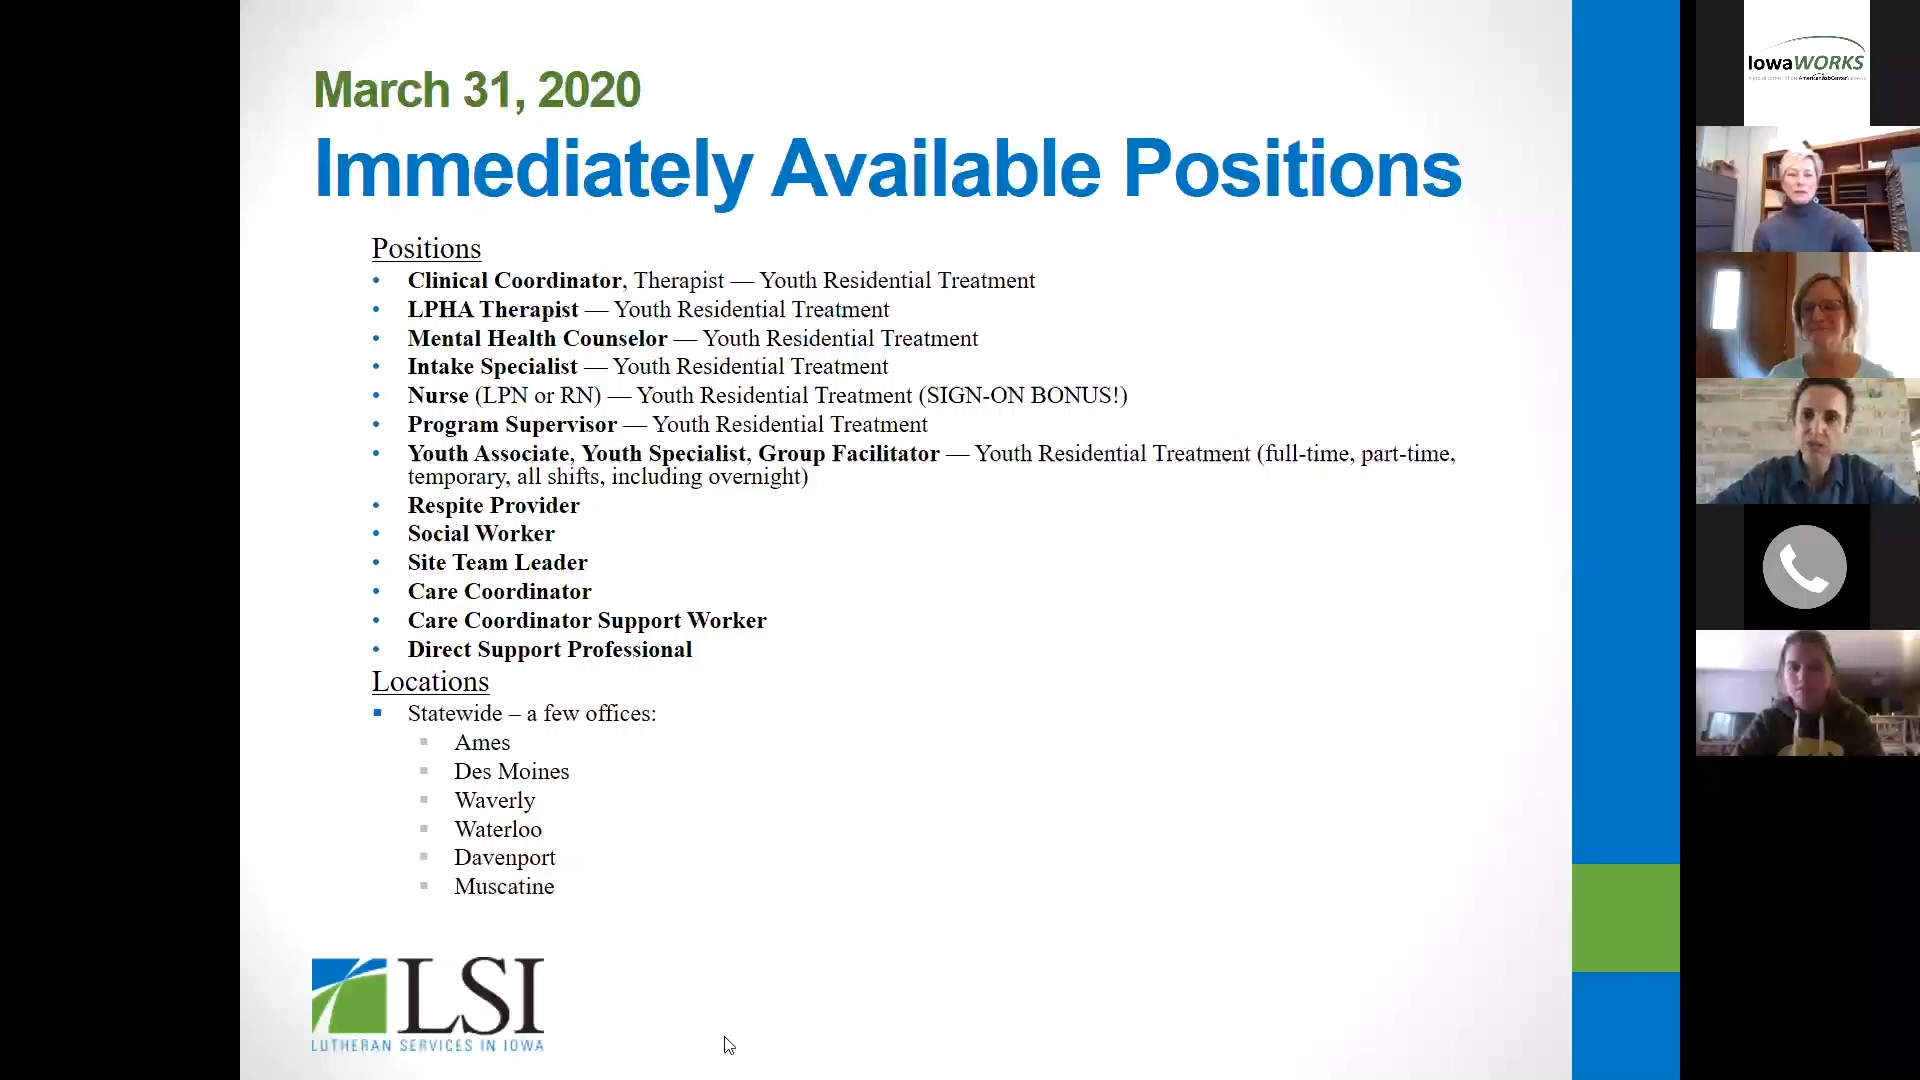 March 31, 2020
Immediately Available Positions
Positions
• Clinical Coordinator, Therapist — Youth Residential Treatment
• LPHA Therapist — Youth Residential Treatment
• Mental Health Counselor — Youth Residential Treatment
• Intake Specialist — Youth Residential Treatment
• Nurse (LPN or RN) — Youth Residential Treatment (SIGN-ON BONUS!)
• Program Supervisor — Youth Residential Treatment
• Youth Associate, Youth Specialist, Group Facilitator — Youth Residential Treatment (full-time, part-time,
temporary, all shifts, including overnight)
• Respite Provider
• Social Worker
• Site Team Leader
• Care Coordinator
• Care Coordinator Support Worker
• Direct Support Professional
Locations
▪ Statewide – a few offices:
▪ Ames
▪ Des Moines
▪ Waverly
▪ Waterloo
▪ Davenport
▪ Muscatine
LSI
LUTHERAN SERVICES IN IOWA
IowaWORKS
AmericanJobCenter